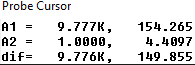 Probe Cursor
A1 = 9.777K, 154.265
A2 = 1.0000, 4.4097
dif= 9.776K, 149.855